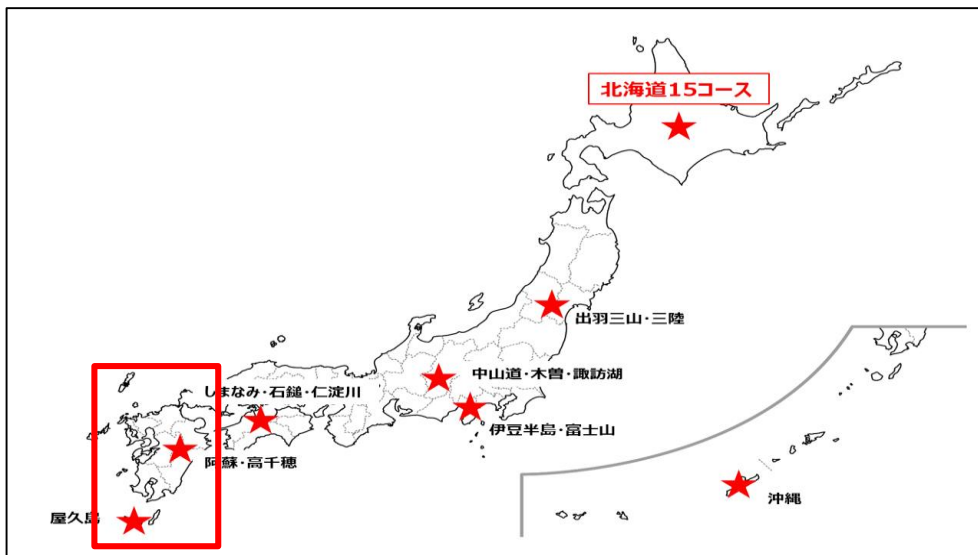 北海道15コース
出羽三山・三陸
中山道・木曽・諏訪湖
しまなみ・石鎚・仁淀川
伊豆半島・富士山
阿蘇・高千穂
沖縄
屋久島